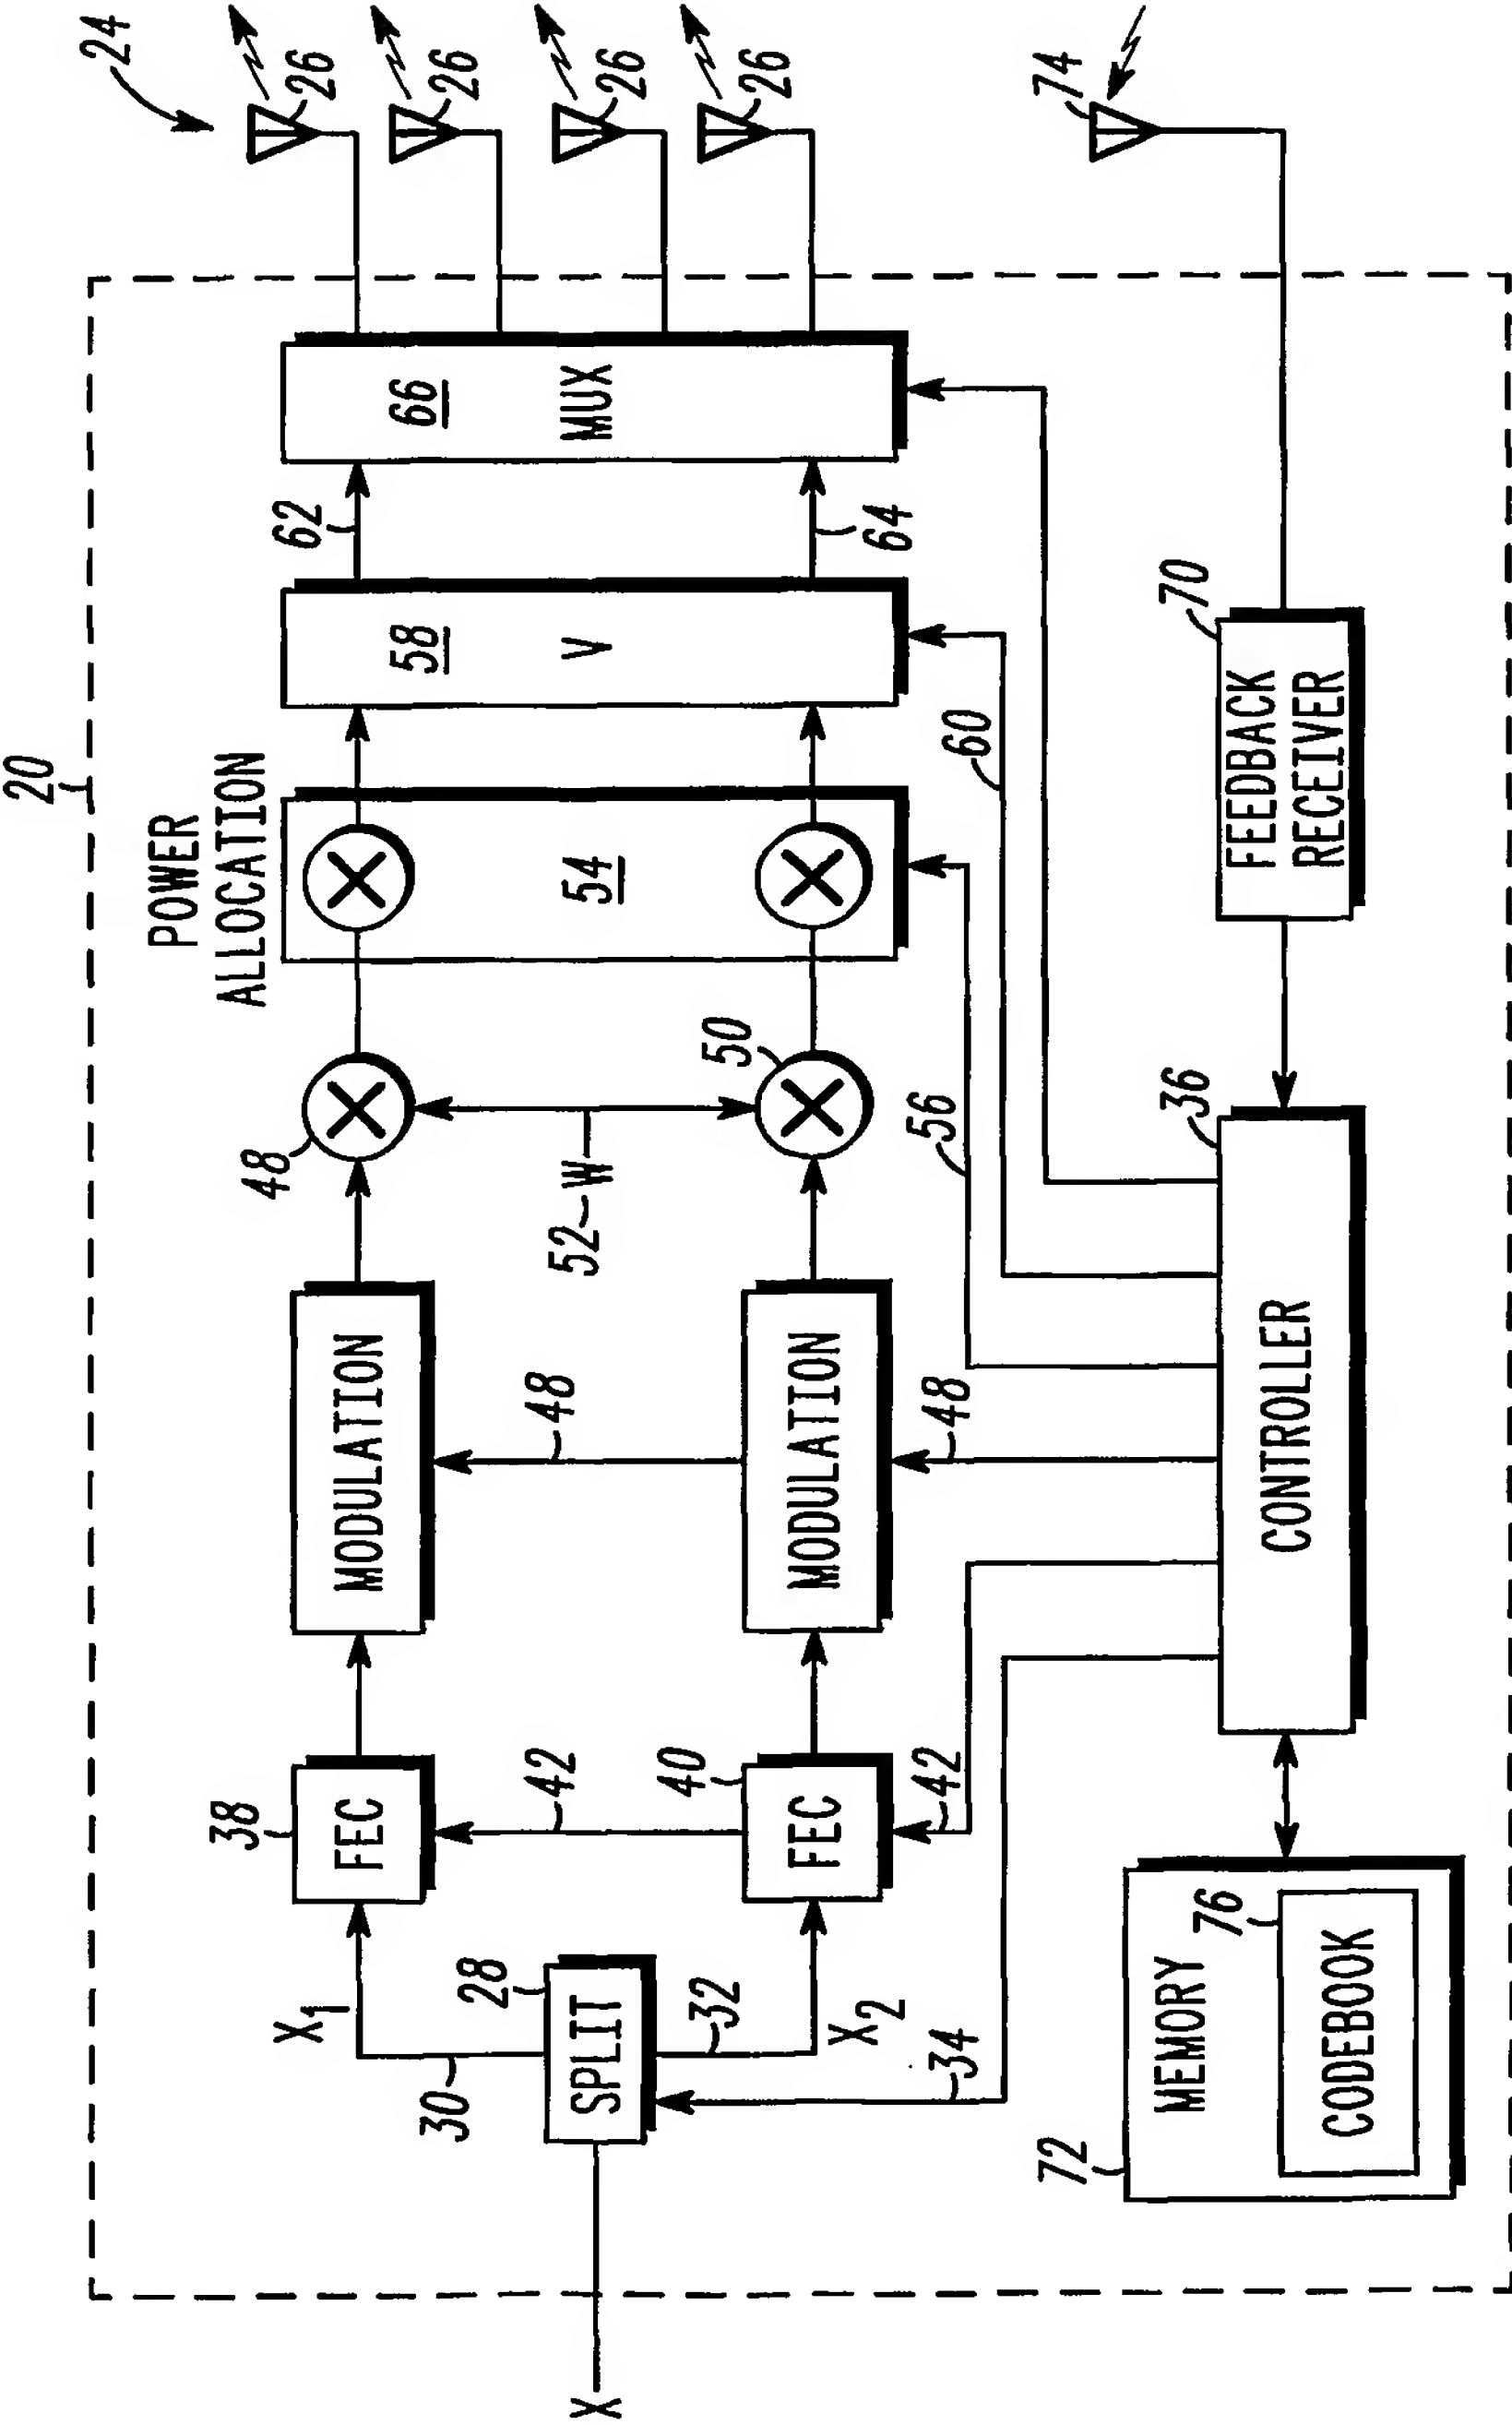 20
24
POWER
ALLOCATION
26
26
26
26
X
SPLIT
28
30
X1
32
X2
34
38
FEC
40
FEC
42
42
MODULATION
MODULATION
48
48
48
50
52
W
54
56
58
V
60
62
64
66
MUX
36
CONTROLLER
70
FEEDBACK
RECEIVER
74
72
MEMORY
76
CODEBOOK